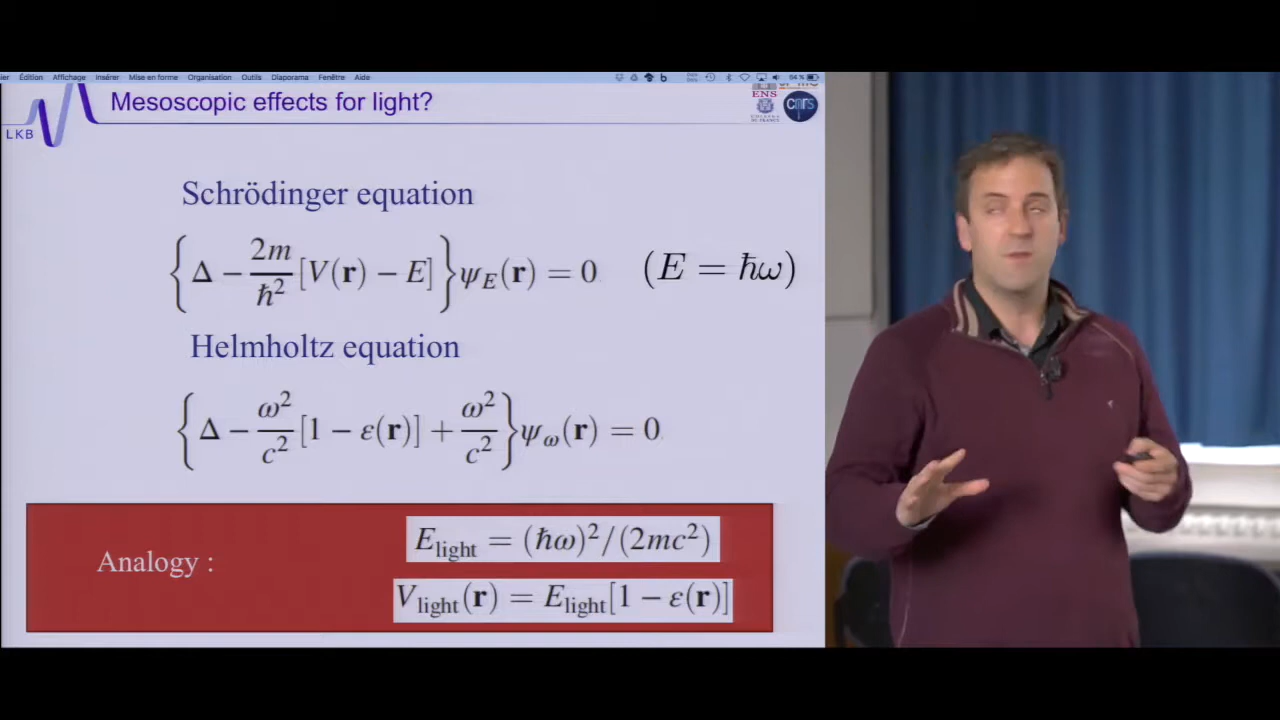 Édition Affichage Insérer Mise en forme Organisation Outils Diaporama Fenêtre Aide
Mesoscopic effects for light?
LKB
ENS
cnrs
Schrödinger equation
{Δ − 2m/ħ² [V(r) − E]} ψ_E(r) = 0 (E = ħω)
Helmholtz equation
{Δ − ω²/c² [1 − ε(r)] + ω²/c²} ψ_ω(r) = 0
Analogy :
E_light = (ħω)²/(2mc²)
V_light(r) = E_light[1 − ε(r)]